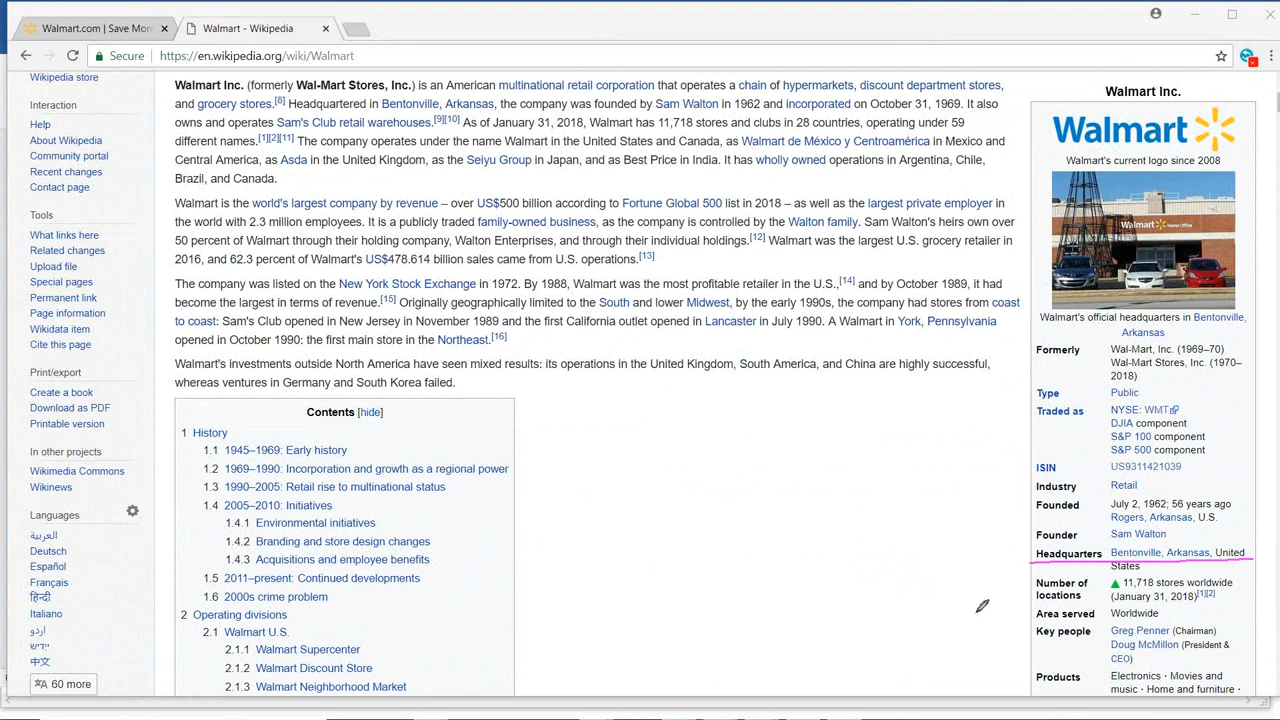 Walmart.com | Save Mon
Walmart - Wikipedia
Secure
https://en.wikipedia.org/wiki/Walmart
Wikipedia store
Interaction
Help
About Wikipedia
Community portal
Recent changes
Contact page
Tools
What links here
Related changes
Upload file
Special pages
Permanent link
Page information
Wikidata item
Cite this page
Print/export
Create a book
Download as PDF
Printable version
In other projects
Wikimedia Commons
Wikinews
Languages
العربية
Deutsch
Español
Français
हिन्दी
Italiano
اردو
ייִדיש
中文
60 more
Walmart Inc. (formerly Wal-Mart Stores, Inc.) is an American multinational retail corporation that operates a chain of hypermarkets, discount department stores,
and grocery stores.[8] Headquartered in Bentonville, Arkansas, the company was founded by Sam Walton in 1962 and incorporated on October 31, 1969. It also
owns and operates Sam's Club retail warehouses.[9][10] As of January 31, 2018, Walmart has 11,718 stores and clubs in 28 countries, operating under 59
different names.[1][2][11] The company operates under the name Walmart in the United States and Canada, as Walmart de México y Centroamérica in Mexico and
Central America, as Asda in the United Kingdom, as the Seiyu Group in Japan, and as Best Price in India. It has wholly owned operations in Argentina, Chile,
Brazil, and Canada.
Walmart is the world's largest company by revenue – over US$500 billion according to Fortune Global 500 list in 2018 – as well as the largest private employer in
the world with 2.3 million employees. It is a publicly traded family-owned business, as the company is controlled by the Walton family. Sam Walton's heirs own over
50 percent of Walmart through their holding company, Walton Enterprises, and through their individual holdings.[12] Walmart was the largest U.S. grocery retailer in
2016, and 62.3 percent of Walmart's US$478.614 billion sales came from U.S. operations.[13]
The company was listed on the New York Stock Exchange in 1972. By 1988, Walmart was the most profitable retailer in the U.S.,[14] and by October 1989, it had
become the largest in terms of revenue.[15] Originally geographically limited to the South and lower Midwest, by the early 1990s, the company had stores from coast
to coast: Sam's Club opened in New Jersey in November 1989 and the first California outlet opened in Lancaster in July 1990. A Walmart in York, Pennsylvania
opened in October 1990: the first main store in the Northeast.[16]
Walmart's investments outside North America have seen mixed results: its operations in the United Kingdom, South America, and China are highly successful,
whereas ventures in Germany and South Korea failed.
Contents [hide]
1 History
1.1 1945–1969: Early history
1.2 1969–1990: Incorporation and growth as a regional power
1.3 1990–2005: Retail rise to multinational status
1.4 2005–2010: Initiatives
1.4.1 Environmental initiatives
1.4.2 Branding and store design changes
1.4.3 Acquisitions and employee benefits
1.5 2011–present: Continued developments
1.6 2000s crime problem
2 Operating divisions
2.1 Walmart U.S.
2.1.1 Walmart Supercenter
2.1.2 Walmart Discount Store
2.1.3 Walmart Neighborhood Market
Walmart Inc.
Walmart
Walmart's current logo since 2008
Walmart Home Office
Walmart's official headquarters in Bentonville,
Arkansas
Formerly Wal-Mart, Inc. (1969–70)
Wal-Mart Stores, Inc. (1970–
2018)
Type Public
Traded as NYSE: WMT
DJIA component
S&P 100 component
S&P 500 component
ISIN US9311421039
Industry Retail
Founded July 2, 1962; 56 years ago
Rogers, Arkansas, U.S.
Founder Sam Walton
Headquarters Bentonville, Arkansas, United
States
Number of 11,718 stores worldwide
locations (January 31, 2018)[1][2]
Area served Worldwide
Key people Greg Penner (Chairman)
Doug McMillon (President &
CEO)
Products Electronics · Movies and
music · Home and furniture ·